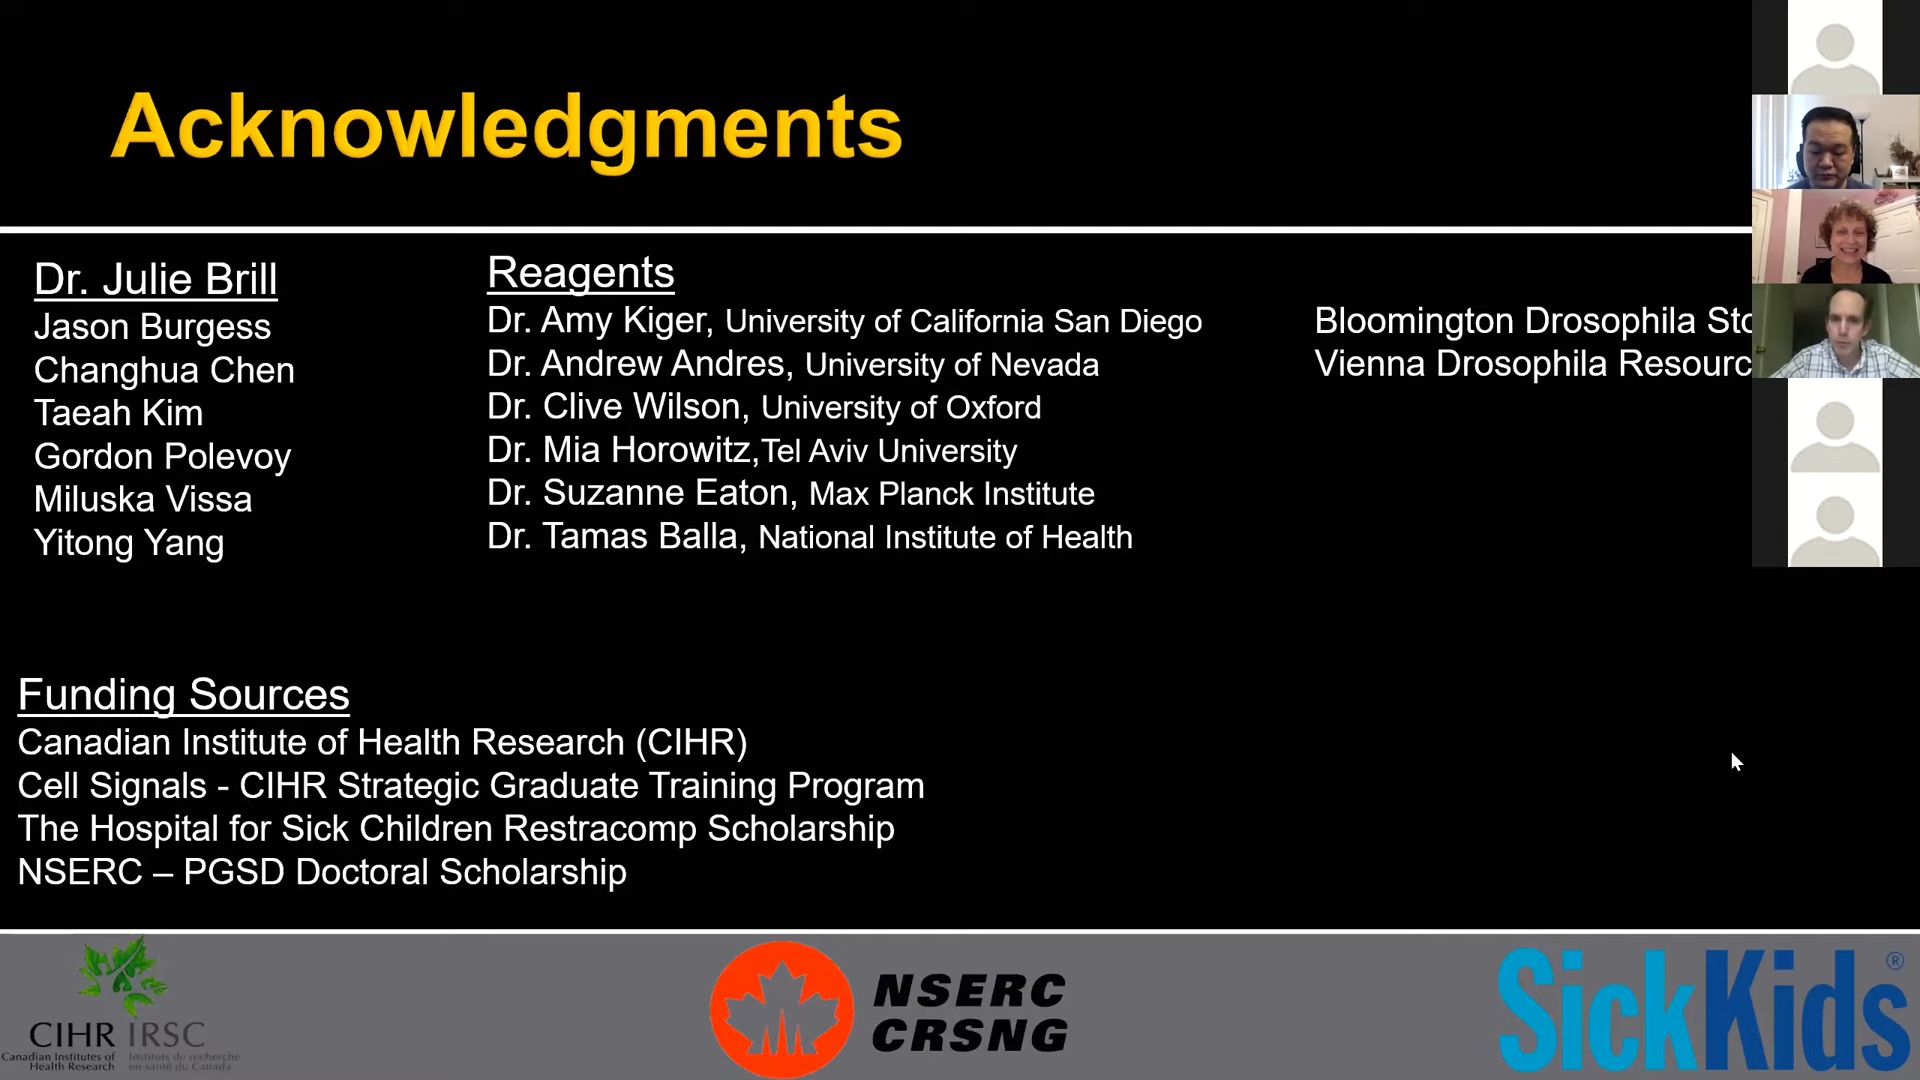 Acknowledgments
Dr. Julie Brill
Jason Burgess
Changhua Chen
Taeah Kim
Gordon Polevoy
Miluska Vissa
Yitong Yang
Reagents
Dr. Amy Kiger, University of California San Diego
Dr. Andrew Andres, University of Nevada
Dr. Clive Wilson, University of Oxford
Dr. Mia Horowitz,Tel Aviv University
Dr. Suzanne Eaton, Max Planck Institute
Dr. Tamas Balla, National Institute of Health
Bloomington Drosophila
Vienna Drosophila
Funding Sources
Canadian Institute of Health Research (CIHR)
Cell Signals - CIHR Strategic Graduate Training Program
The Hospital for Sick Children Restracomp Scholarship
NSERC – PGSD Doctoral Scholarship
CIHR IRSC
Canadian Institutes of Health Research
Instituts de recherche en santé du Canada
NSERC
CRSNG
SickKids®